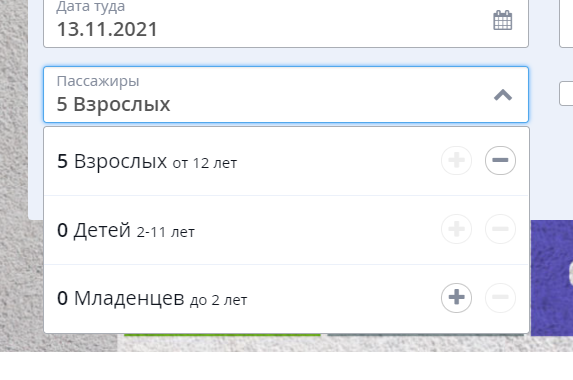 Дата туда
13.11.2021
Пассажиры
5 Взрослых
5 Взрослых от 12 лет
0 Детей 2-11 лет
0 Младенцев до 2 лет